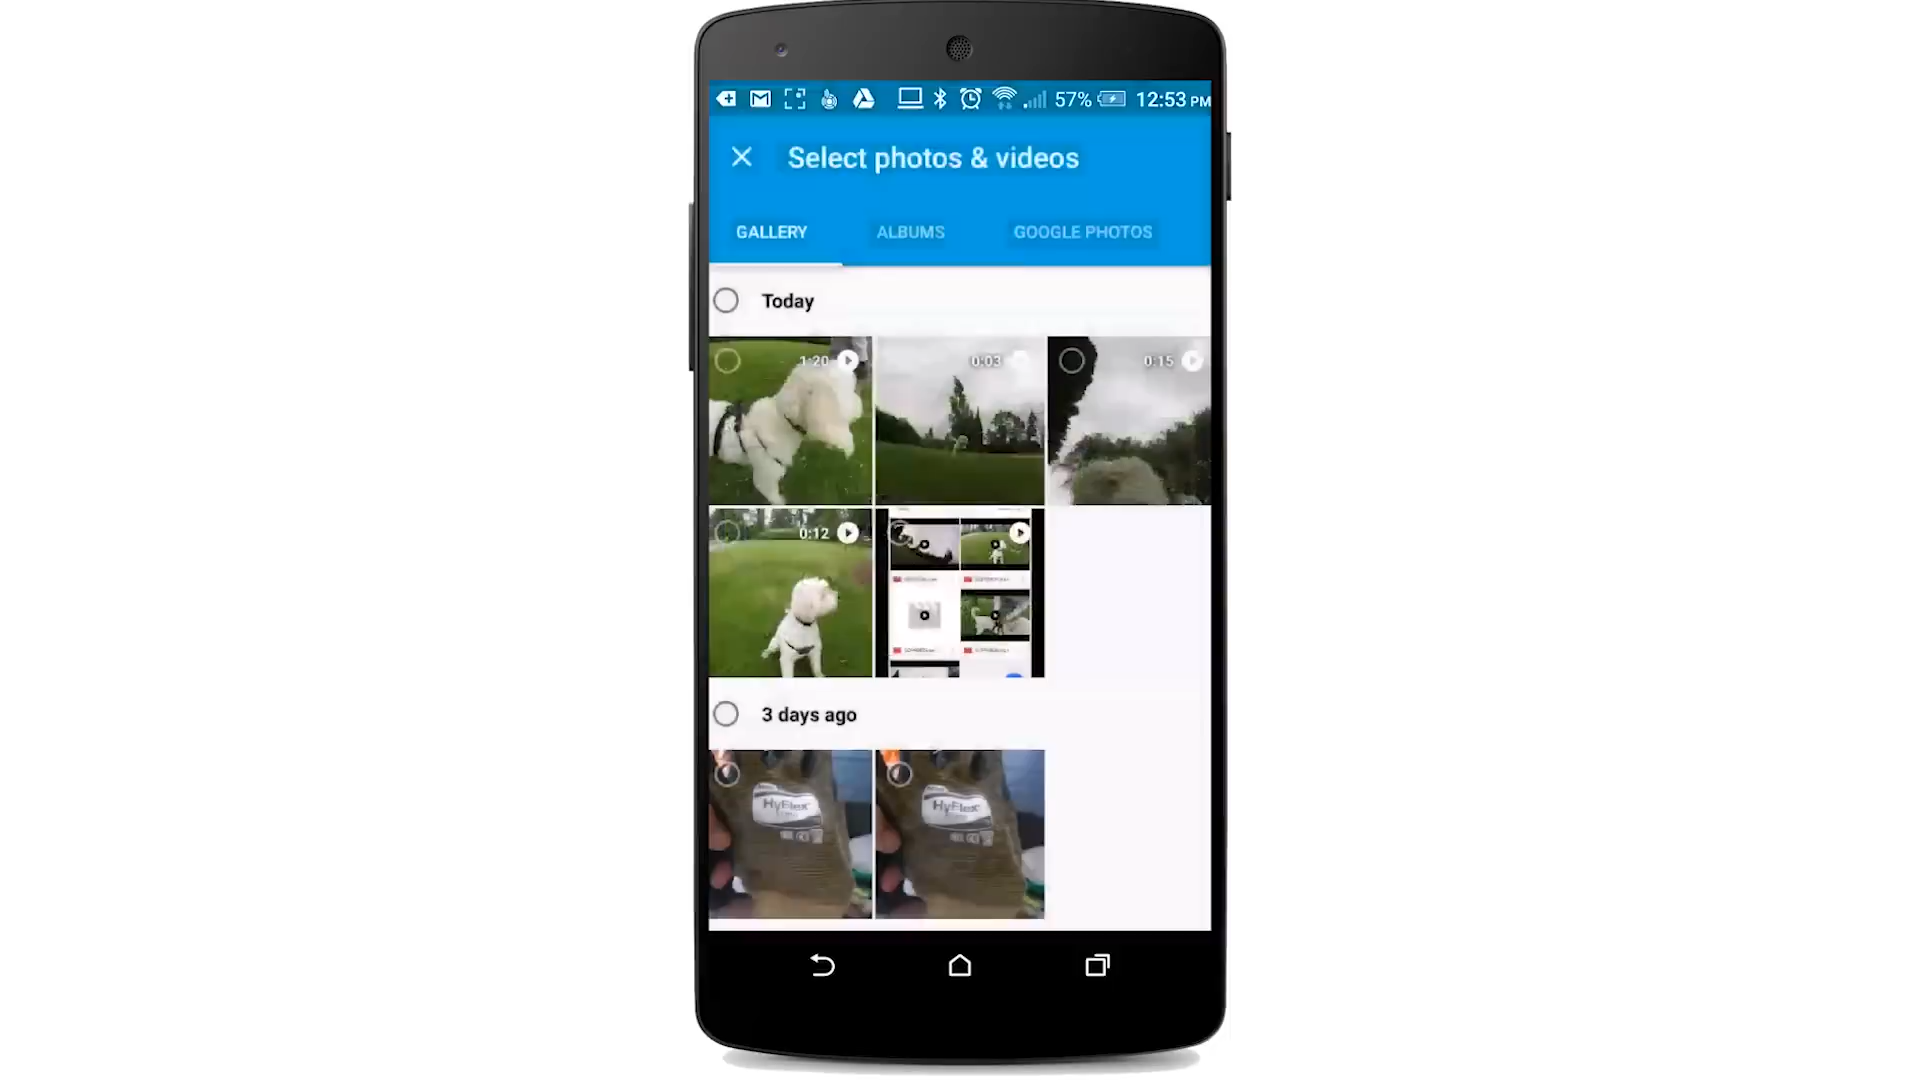 57% 12:53 PM
Select photos & videos
GALLERY ALBUMS GOOGLE PHOTOS
Today
1:20 0:03 0:15
0:12
3 days ago
HyFlex HyFlex